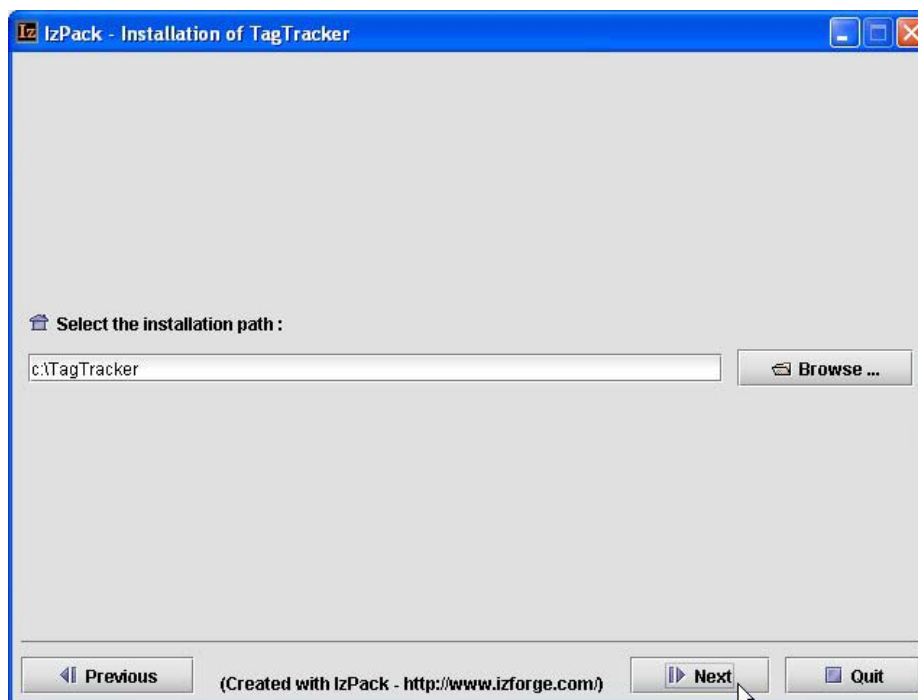 Iz IzPack - Installation of TagTracker
Select the installation path :
c:\TagTracker
Browse ...
Previous
(Created with IzPack - http://www.izforge.com/)
Next
Quit